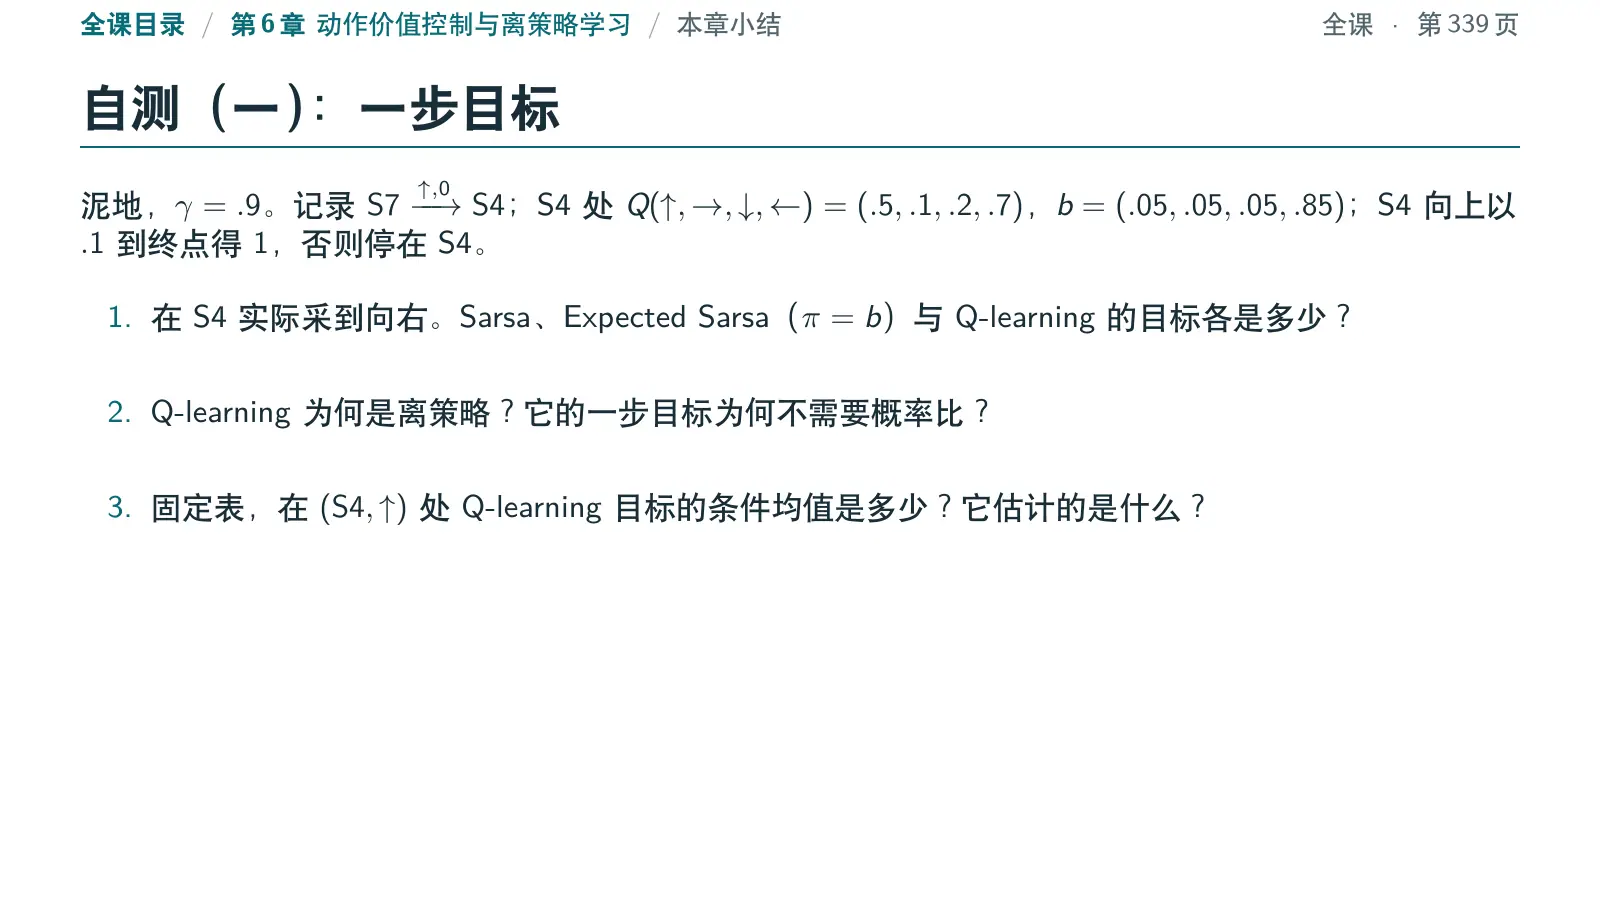 全课目录 / 第 6 章 动作价值控制与离策略学习 / 本章小结 全课 · 第 339 页
自测（一）：一步目标
泥地，γ = .9。记录 S7 —↑,0→ S4；S4 处 Q(↑, →, ↓, ←) = (.5, .1, .2, .7)，b = (.05, .05, .05, .85)；S4 向上以
.1 到终点得 1，否则停在 S4。
1. 在 S4 实际采到向右。Sarsa、Expected Sarsa（π = b）与 Q-learning 的目标各是多少？
2. Q-learning 为何是离策略？它的一步目标为何不需要概率比？
3. 固定表，在 (S4, ↑) 处 Q-learning 目标的条件均值是多少？它估计的是什么？